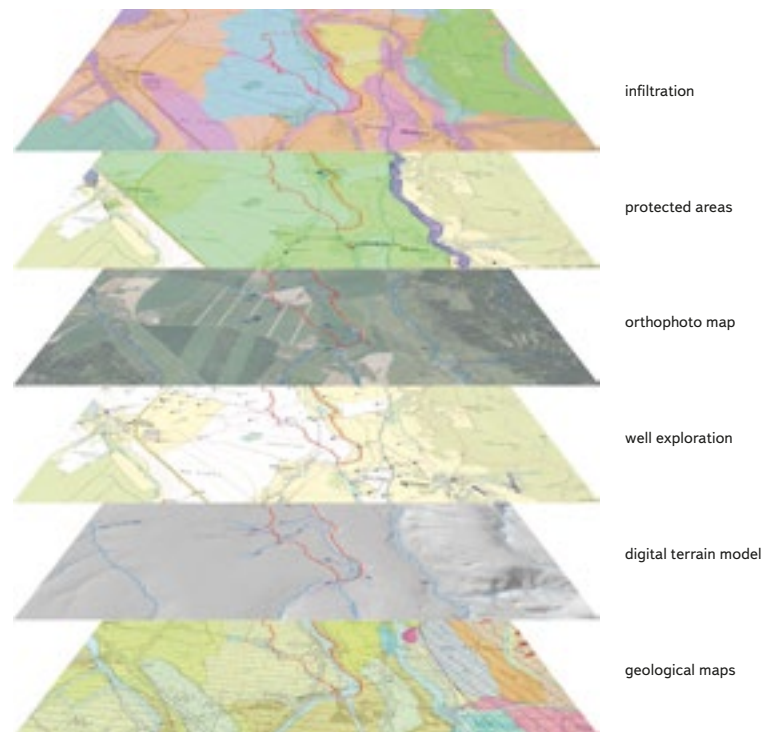 infiltration
protected areas
orthophoto map
well exploration
digital terrain model
geological maps